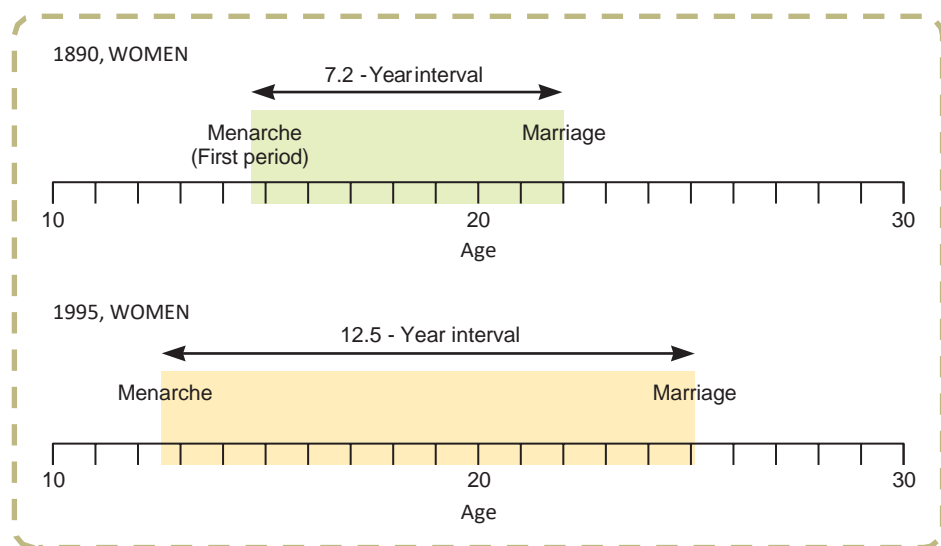 1890, WOMEN
7.2 - Year interval
Menarche
(First period)
Marriage
10 20 30
Age
1995, WOMEN
12.5 - Year interval
Menarche Marriage
10 20 30
Age